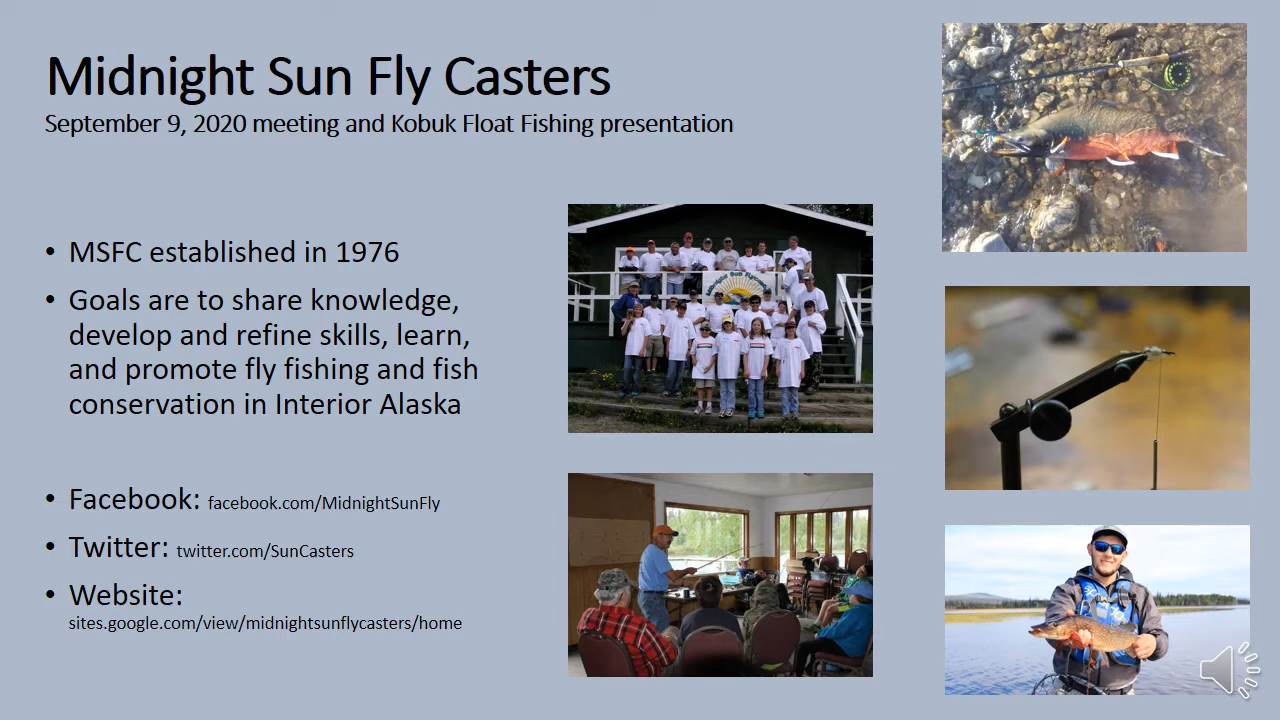 Midnight Sun Fly Casters
September 9, 2020 meeting and Kobuk Float Fishing presentation
• MSFC established in 1976
• Goals are to share knowledge,
develop and refine skills, learn,
and promote fly fishing and fish
conservation in Interior Alaska
• Facebook: facebook.com/MidnightSunFly
• Twitter: twitter.com/SunCasters
• Website:
sites.google.com/view/midnightsunflycasters/home